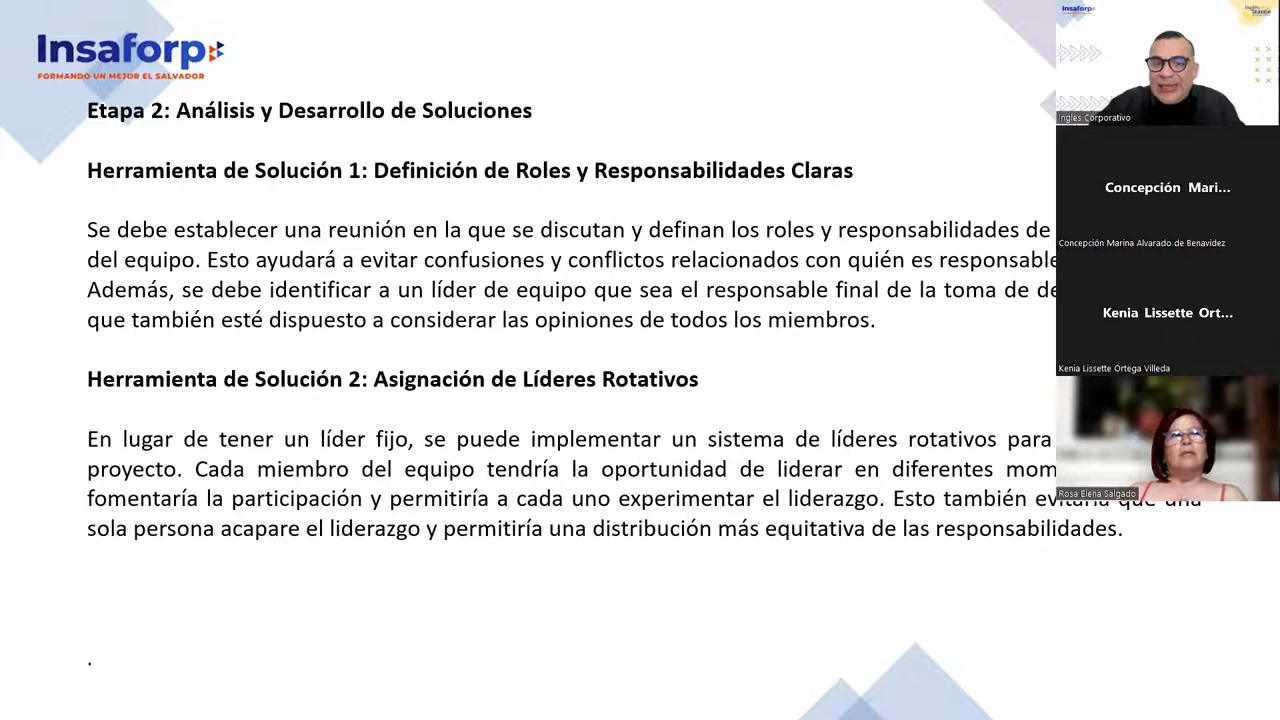 Insaforp
FORMANDO UN MEJOR EL SALVADOR
Etapa 2: Análisis y Desarrollo de Soluciones
Herramienta de Solución 1: Definición de Roles y Responsabilidades Claras
Se debe establecer una reunión en la que se discutan y definan los roles y responsabilidades de
del equipo. Esto ayudará a evitar confusiones y conflictos relacionados con quién es responsable
Además, se debe identificar a un líder de equipo que sea el responsable final de la toma de de
que también esté dispuesto a considerar las opiniones de todos los miembros.
Herramienta de Solución 2: Asignación de Líderes Rotativos
En lugar de tener un líder fijo, se puede implementar un sistema de líderes rotativos para
proyecto. Cada miembro del equipo tendría la oportunidad de liderar en diferentes mom
fomentaría la participación y permitiría a cada uno experimentar el liderazgo. Esto también evitaría que una
sola persona acapare el liderazgo y permitiría una distribución más equitativa de las responsabilidades.
.
Insaforp
Ingles Corporativo
Concepción Mari...
Concepción Marina Alvarado de Benavidez
Kenia Lissette Ort...
Kenia Lissette Ortega Villeda
Rosa Elena Salgado